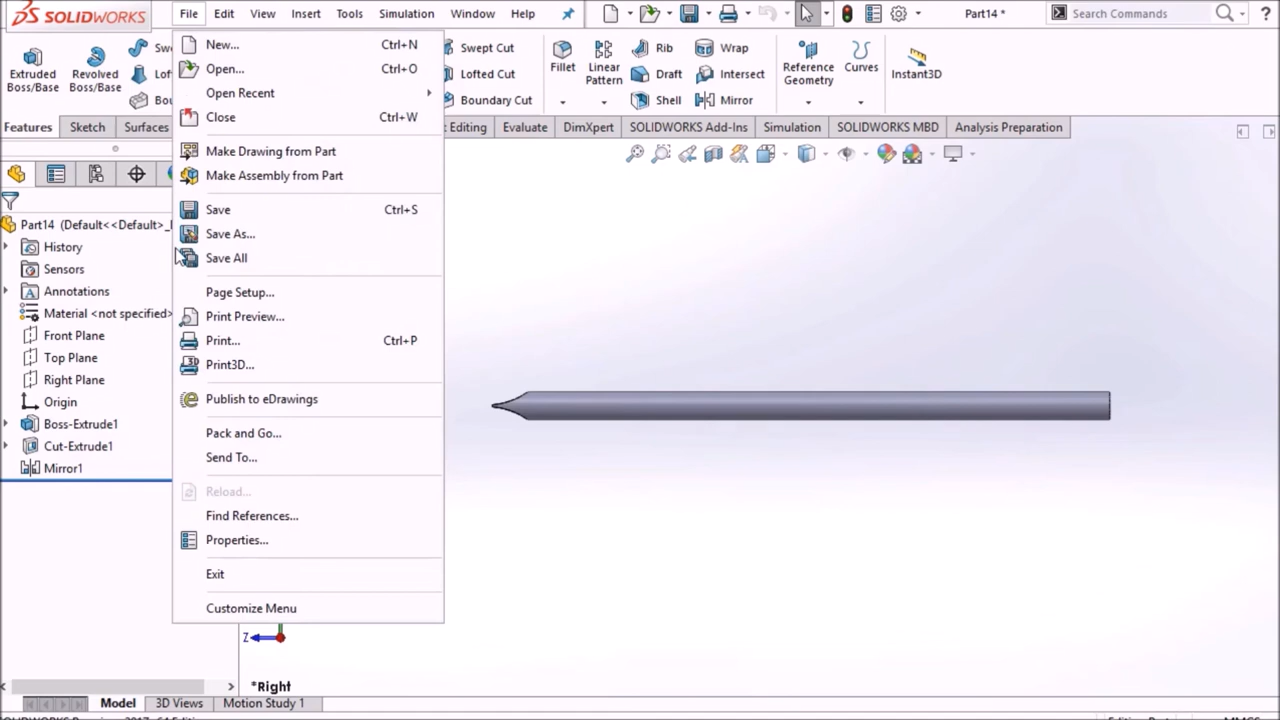 SOLIDWORKS File Edit View Insert Tools Simulation Window Help Part14 * Search Commands ?
Extruded Boss/Base
Revolved Boss/Base
Swept Cut
Lofted Cut
Boundary Cut
Fillet
Linear Pattern
Rib
Draft
Shell
Wrap
Intersect
Mirror
Reference Geometry
Curves
Instant3D
Features Sketch Surfaces Editing Evaluate DimXpert SOLIDWORKS Add-Ins Simulation SOLIDWORKS MBD Analysis Preparation
New... Ctrl+N
Open... Ctrl+O
Open Recent
Close Ctrl+W
Make Drawing from Part
Make Assembly from Part
Save Ctrl+S
Save As...
Save All
Page Setup...
Print Preview...
Print... Ctrl+P
Print3D...
Publish to eDrawings
Pack and Go...
Send To...
Reload...
Find References...
Properties...
Exit
Customize Menu
Part14 (Default<<Default>_
History
Sensors
Annotations
Material <not specified>
Front Plane
Top Plane
Right Plane
Origin
Boss-Extrude1
Cut-Extrude1
Mirror1
Z
*Right
Model 3D Views Motion Study 1